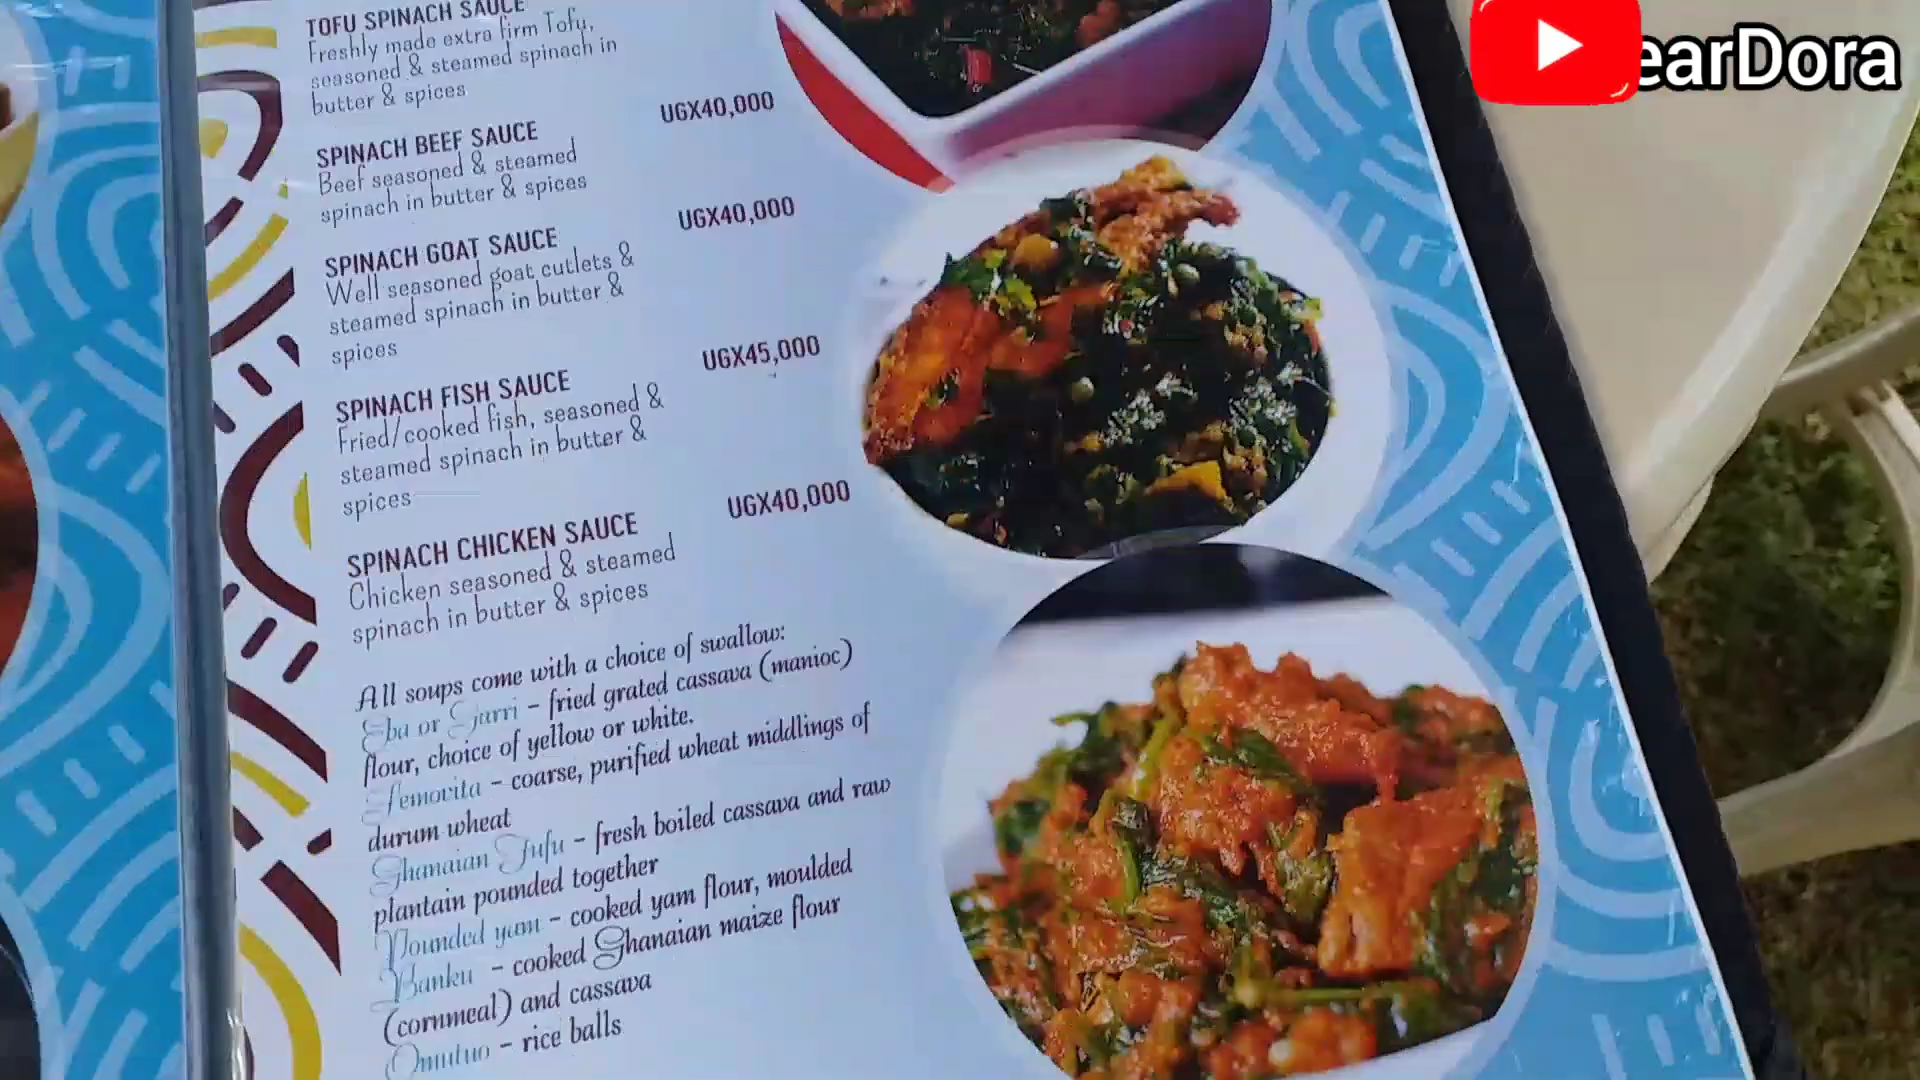 TOFU SPINACH SAUCE
Freshly made extra firm Tofu,
seasoned & steamed spinach in
butter & spices
SPINACH BEEF SAUCE UGX40,000
Beef seasoned & steamed
spinach in butter & spices
SPINACH GOAT SAUCE UGX40,000
Well seasoned goat cutlets &
steamed spinach in butter &
spices
SPINACH FISH SAUCE UGX45,000
Fried/cooked fish, seasoned &
steamed spinach in butter &
spices
SPINACH CHICKEN SAUCE UGX40,000
Chicken seasoned & steamed
spinach in butter & spices
All soups come with a choice of swallow:
Eba or Garri - fried grated cassava (manioc)
flour, choice of yellow or white.
Semovita - coarse, purified wheat middlings of
durum wheat
Ghanaian Fufu - fresh boiled cassava and raw
plantain pounded together
Pounded yam - cooked yam flour, moulded
Banku - cooked Ghanaian maize flour
(cornmeal) and cassava
Omutuo - rice balls
earDora